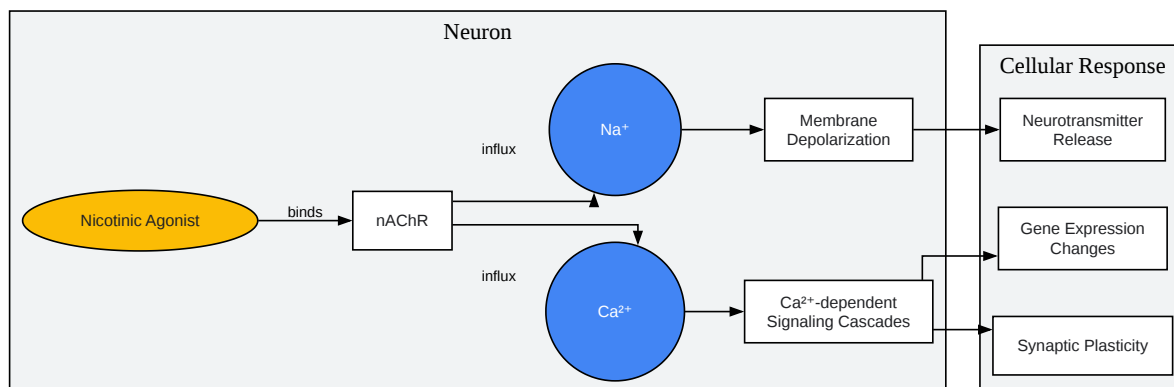 Neuron
Cellular Response
Na⁺
Membrane
Depolarization
Neurotransmitter
Release
influx
Nicotinic Agonist
binds
nAChR
Gene Expression
Changes
influx
Ca²⁺
Ca²⁺-dependent
Signaling Cascades
Synaptic Plasticity